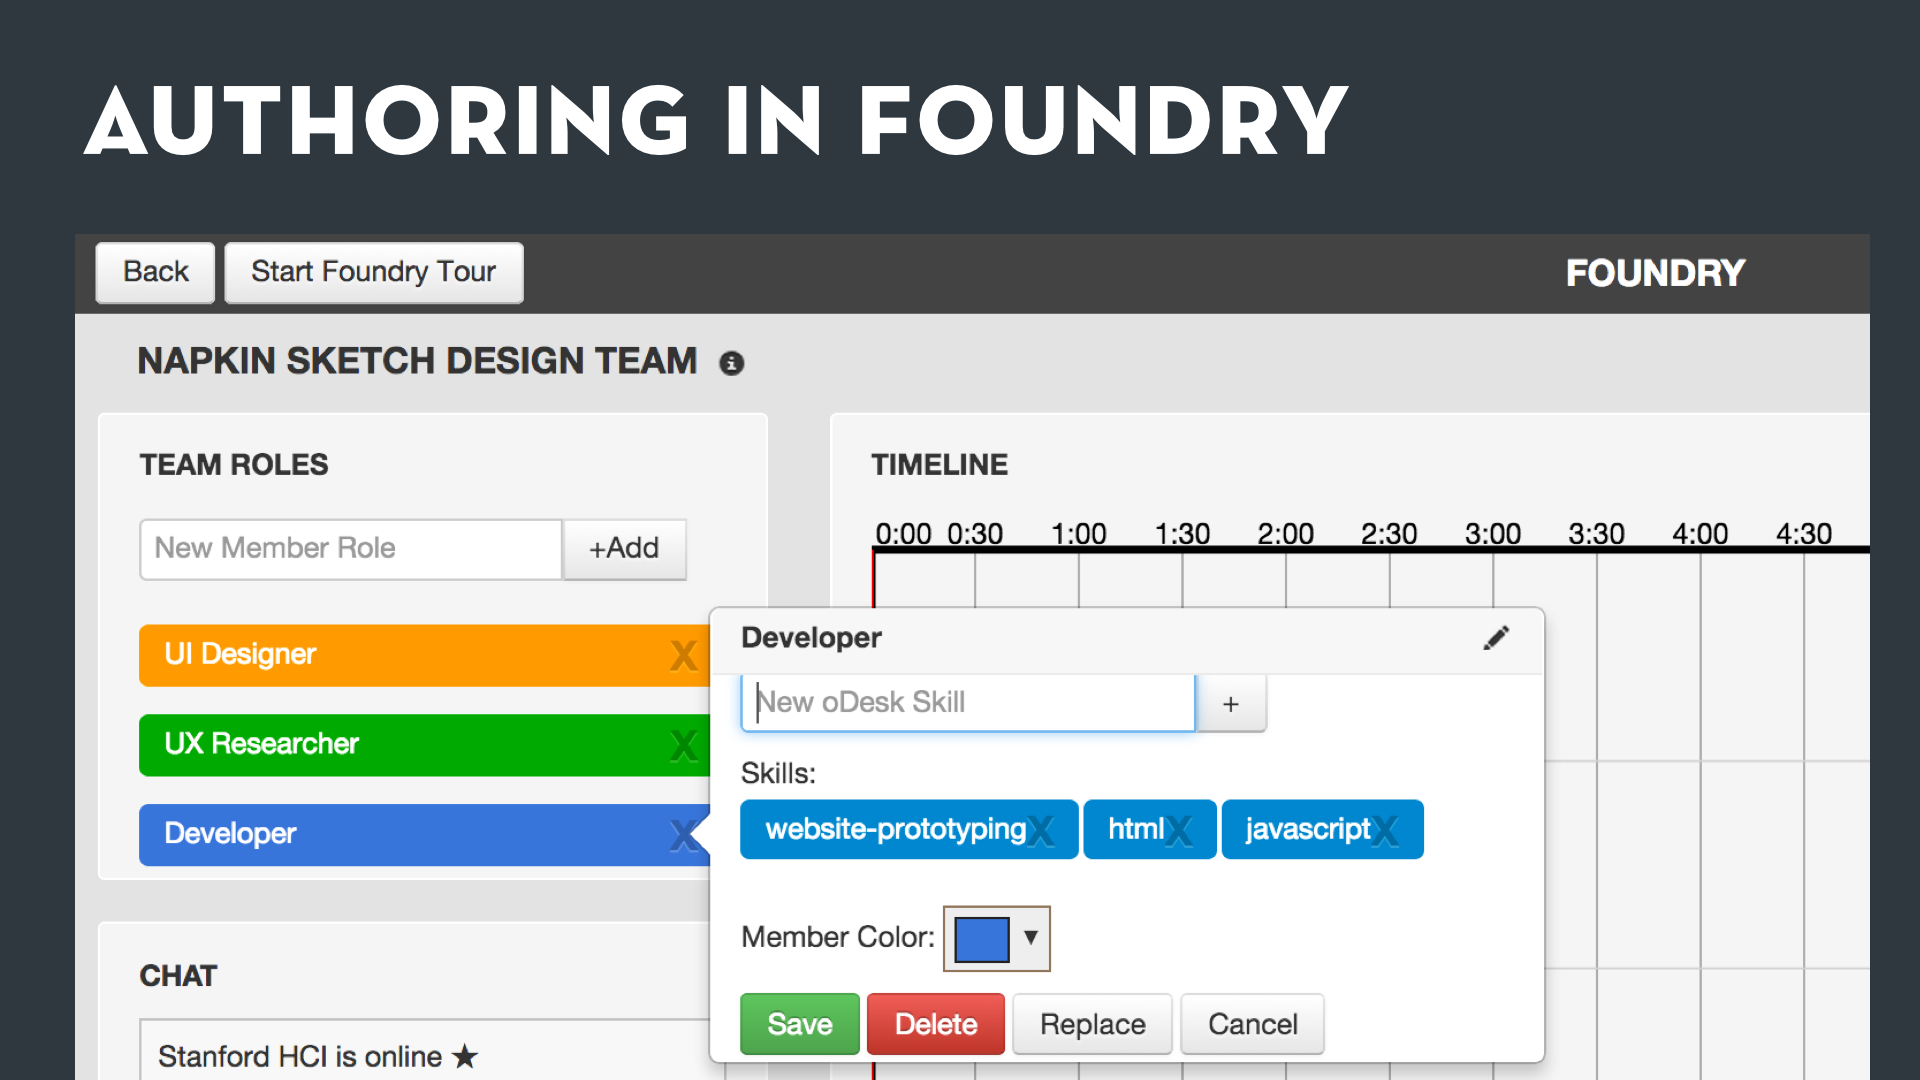 AUTHORING IN FOUNDRY
Back
Start Foundry Tour
FOUNDRY
NAPKIN SKETCH DESIGN TEAM
TEAM ROLES
New Member Role
+Add
UI Designer X
UX Researcher X
Developer X
CHAT
Stanford HCI is online ★
TIMELINE
0:00 0:30 1:00 1:30 2:00 2:30 3:00 3:30 4:00 4:30
Developer
New oDesk Skill
+
Skills:
website-prototyping X html X javascript X
Member Color:
Save Delete Replace Cancel